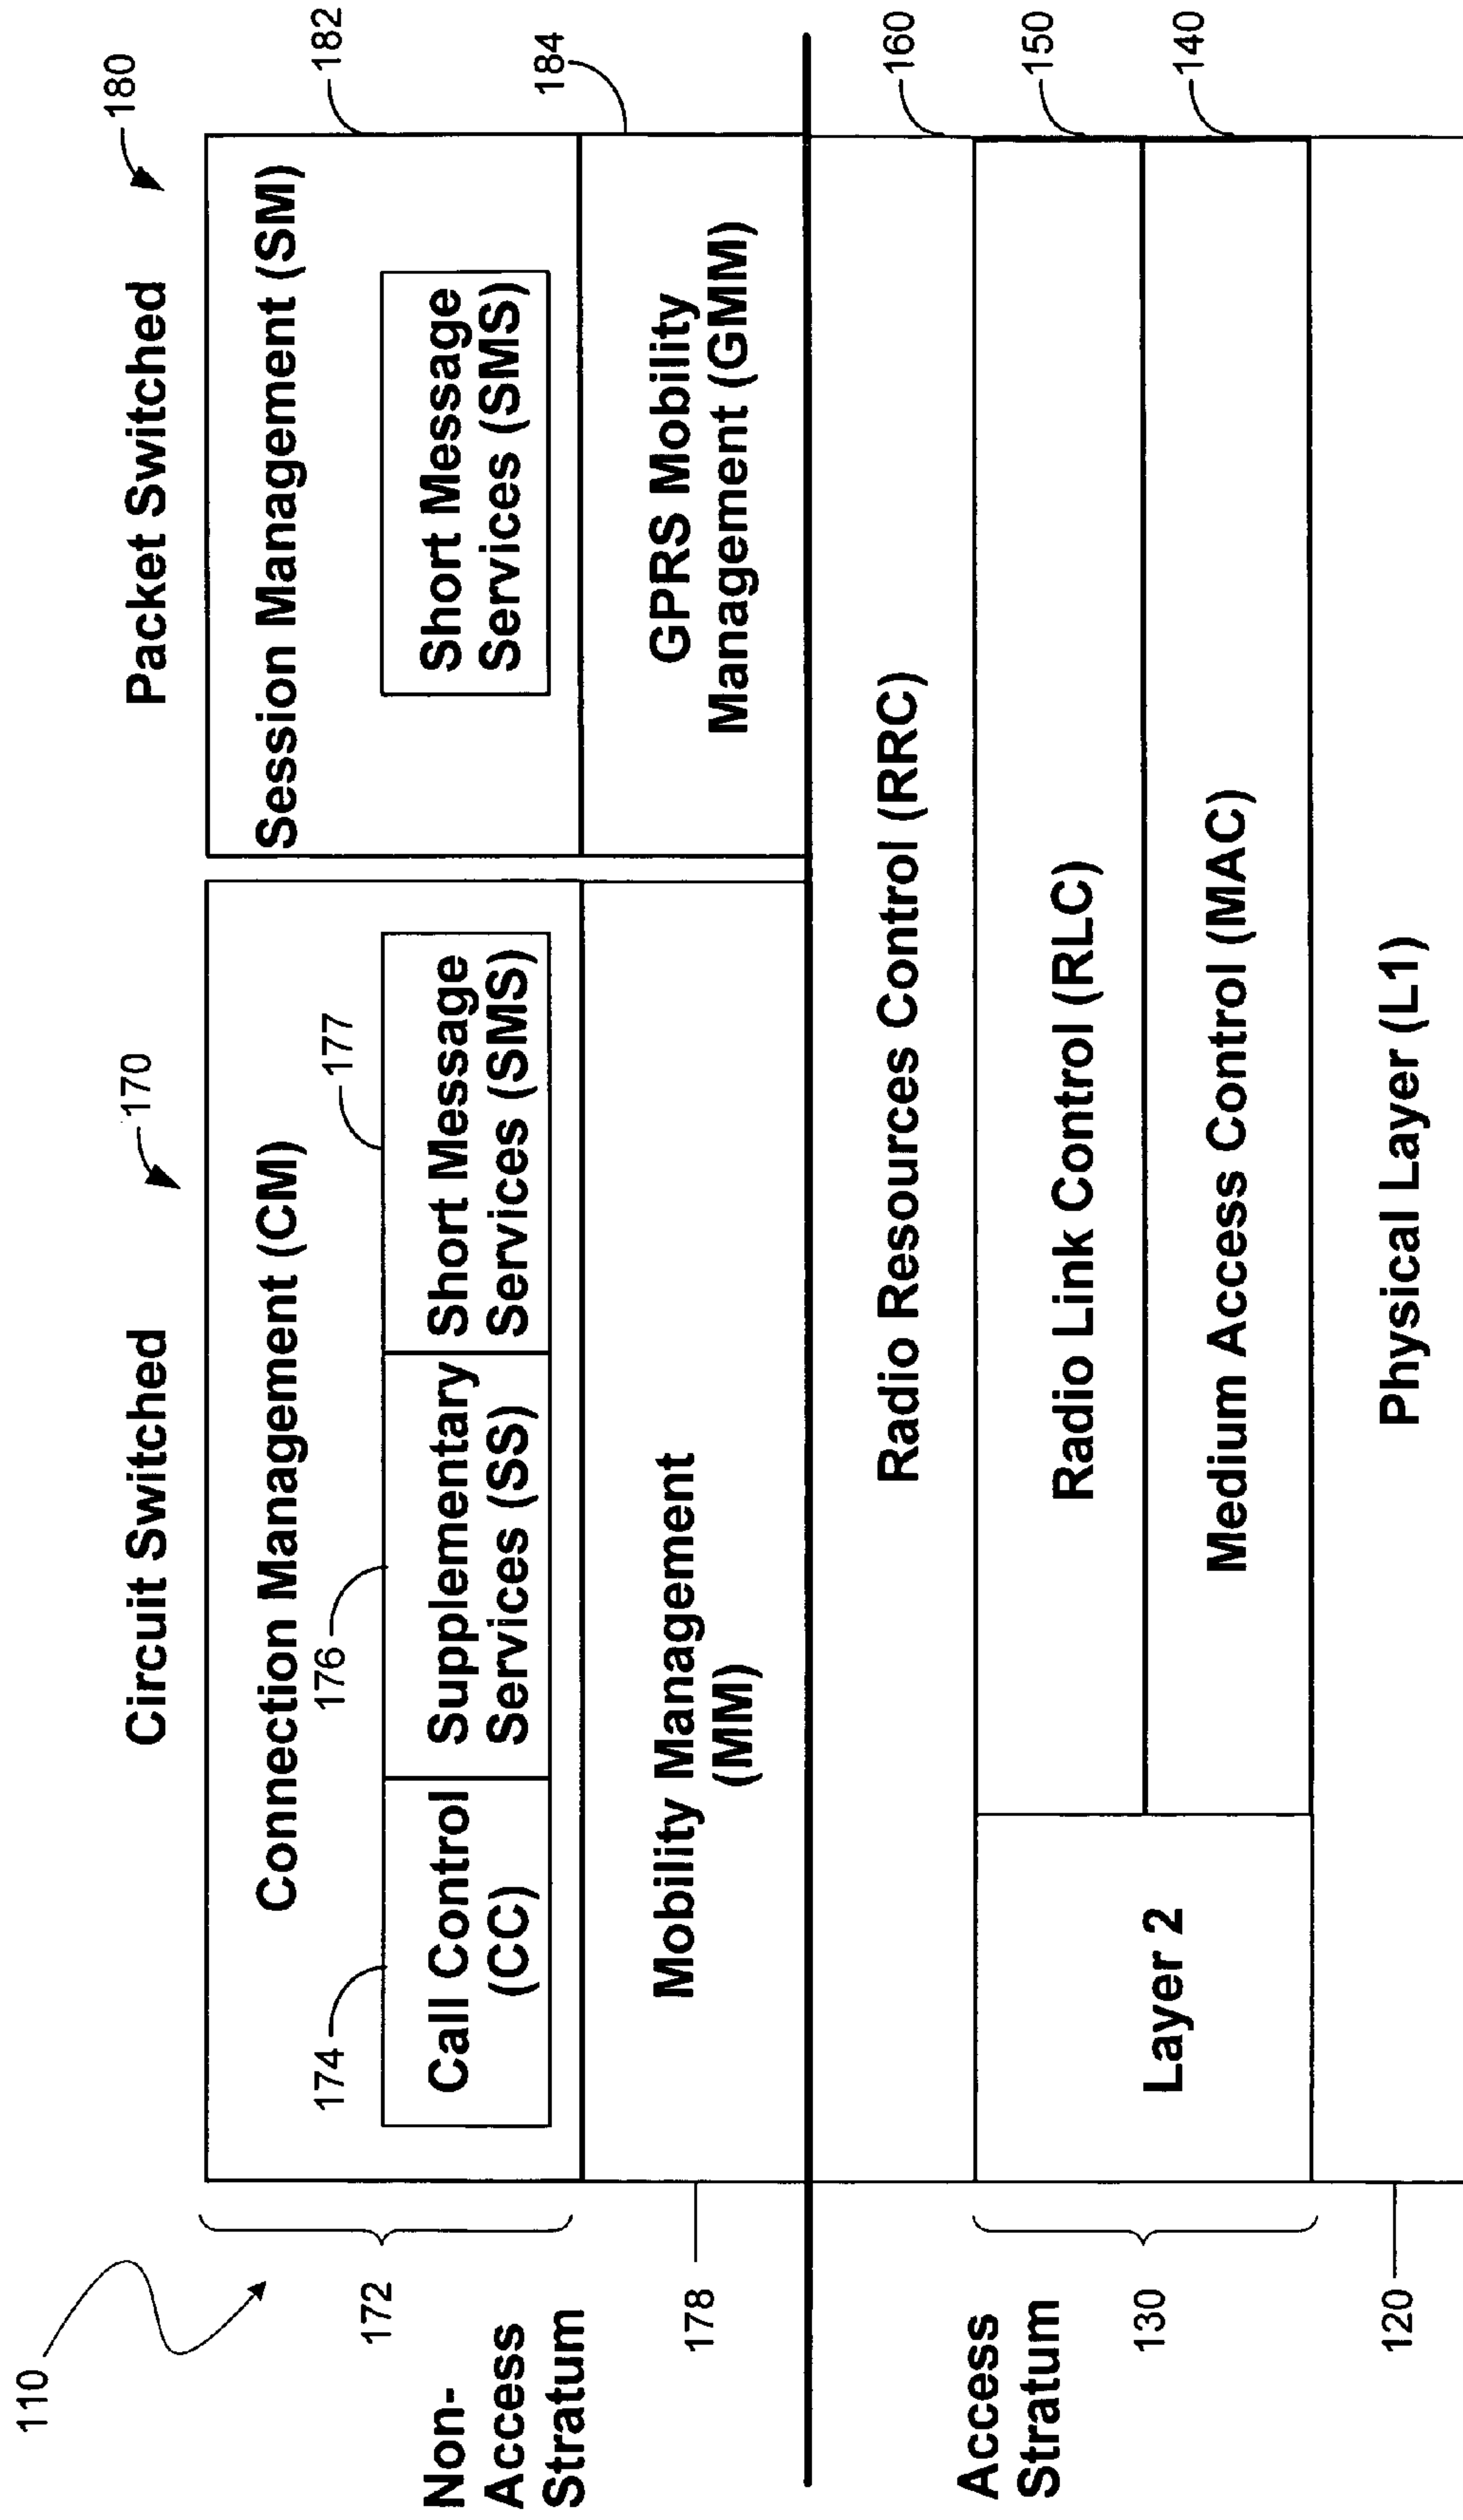 110
Circuit Switched
170
Packet Switched
180
Non-
Access
Stratum
172
Connection Management (CM)
174
176
177
Call Control
(CC)
Supplementary
Services (SS)
Short Message
Services (SMS)
Session Management (SM)
182
Short Message
Services (SMS)
184
178
Mobility Management
(MM)
GPRS Mobility
Management (GMM)
Access
Stratum
Radio Resources Control (RRC)
160
130
Layer 2
Radio Link Control (RLC)
150
Medium Access Control (MAC)
140
120
Physical Layer (L1)